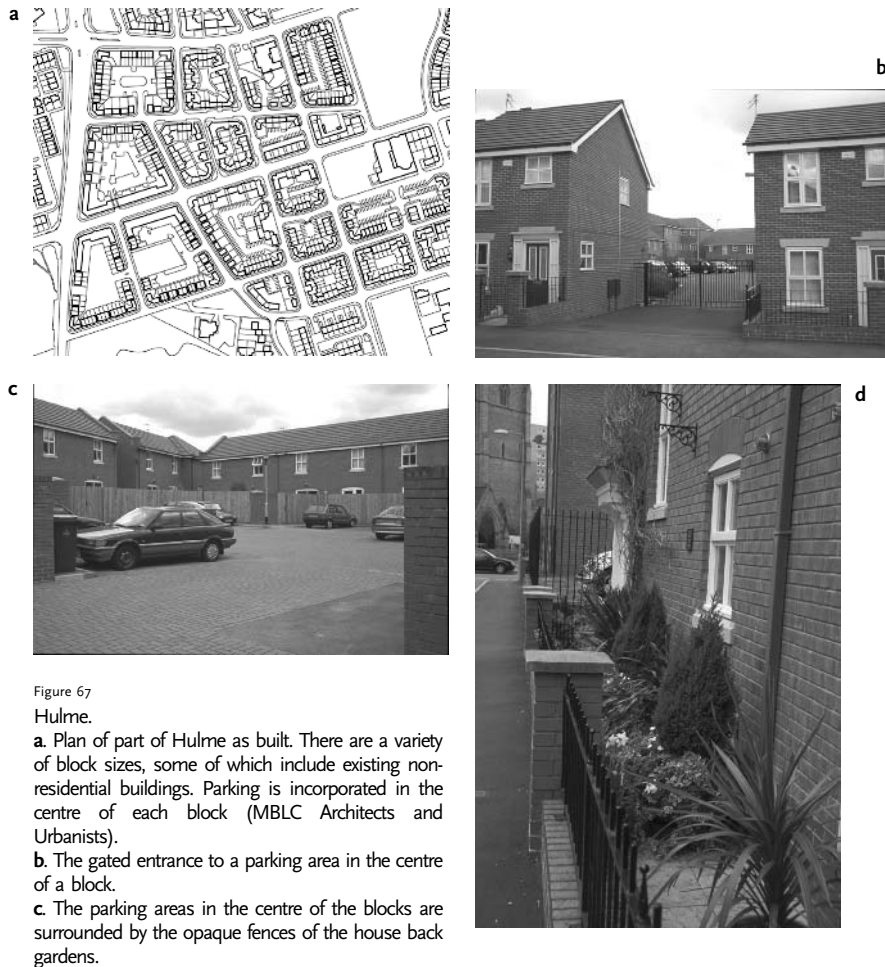 a
b
c
d
Figure 67
Hulme.
a. Plan of part of Hulme as built. There are a variety
of block sizes, some of which include existing non-
residential buildings. Parking is incorporated in the
centre of each block (MBLC Architects and
Urbanists).
b. The gated entrance to a parking area in the centre
of a block.
c. The parking areas in the centre of the blocks are
surrounded by the opaque fences of the house back
gardens.